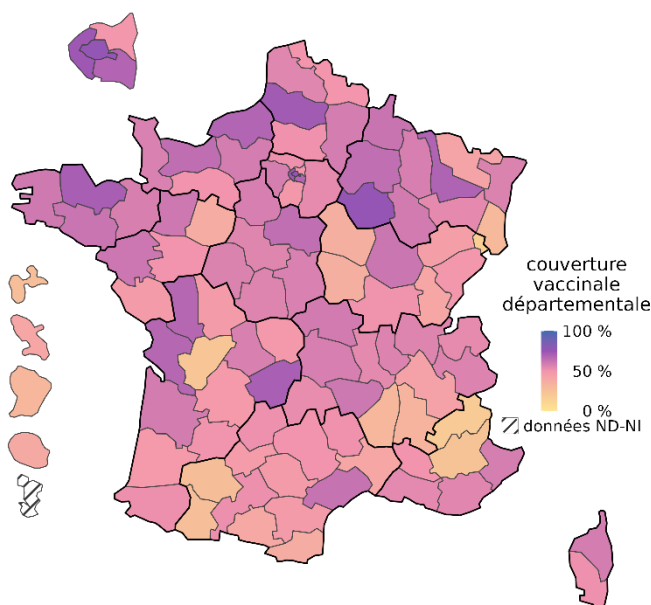 couverture
vaccinale
départementale
100 %
50 %
0 %
données ND-NI